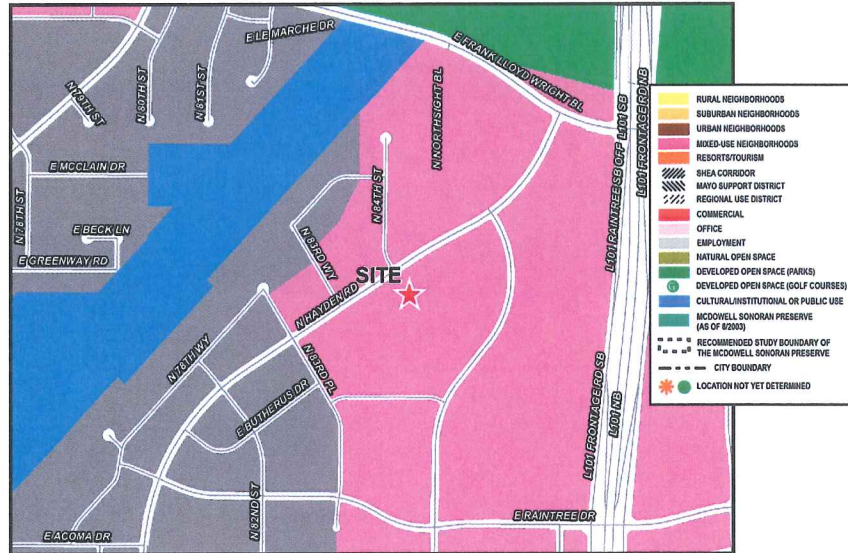 E LE MARCHE DR
E FRANK LLOYD WRIGHT BL
N 79TH ST
N 80TH ST
N 81ST ST
N NORTHSIGHT BL
L101 SB
L101 FRONTAGE RD NB
E MCCLAIN DR
N 84TH ST
N 78TH ST
E BECK LN
E GREENWAY RD
N 83RD WY
L101 RAINTREE SB OFF
SITE
N HAYDEN RD
N 78TH WY
N 83RD PL
E BUTHERUS DR
L101 FRONTAGE RD SB
L101 NB
N 82ND ST
E RAINTREE DR
E ACOMA DR
RURAL NEIGHBORHOODS
SUBURBAN NEIGHBORHOODS
URBAN NEIGHBORHOODS
MIXED-USE NEIGHBORHOODS
RESORTS/TOURISM
SHEA CORRIDOR
MAYO SUPPORT DISTRICT
REGIONAL USE DISTRICT
COMMERCIAL
OFFICE
EMPLOYMENT
NATURAL OPEN SPACE
DEVELOPED OPEN SPACE (PARKS)
DEVELOPED OPEN SPACE (GOLF COURSES)
CULTURAL/INSTITUTIONAL OR PUBLIC USE
MCDOWELL SONORAN PRESERVE
(AS OF 8/2003)
RECOMMENDED STUDY BOUNDARY OF
THE MCDOWELL SONORAN PRESERVE
CITY BOUNDARY
LOCATION NOT YET DETERMINED